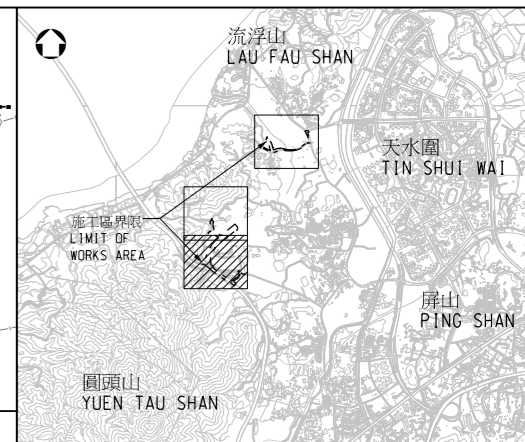 流浮山
LAU FAU SHAN
天水圍
TIN SHUI WAI
施工區界限
LIMIT OF
WORKS AREA
屏山
PING SHAN
圓頭山
YUEN TAU SHAN